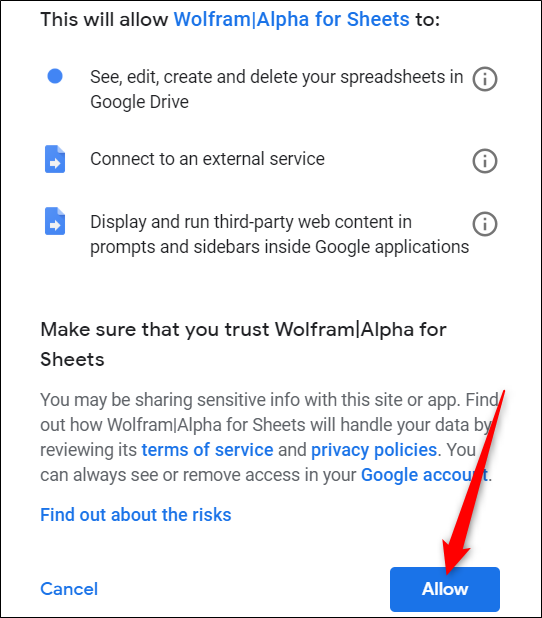 This will allow Wolfram|Alpha for Sheets to:
See, edit, create and delete your spreadsheets in
Google Drive
Connect to an external service
Display and run third-party web content in
prompts and sidebars inside Google applications
Make sure that you trust Wolfram|Alpha for
Sheets
You may be sharing sensitive info with this site or app. Find
out how Wolfram|Alpha for Sheets will handle your data by
reviewing its terms of service and privacy policies. You
can always see or remove access in your Google account.
Find out about the risks
Cancel
Allow